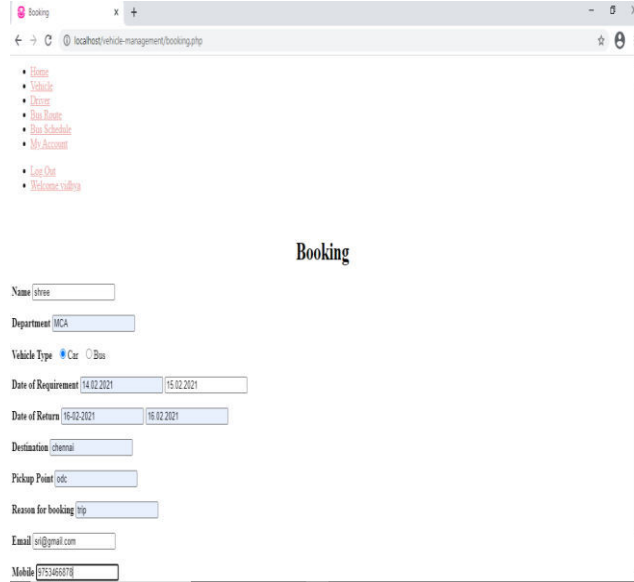 Booking
localhost/vehicle-management/booking.php
Home
Vehicle
Driver
Bus Route
Bus Schedule
My Account
Log Out
Welcome vidhya
Booking
Name shree
Department MCA
Vehicle Type Car Bus
Date of Requirement 14.02.2021 15.02.2021
Date of Return 16-02-2021 16.02.2021
Destination chennai
Pickup Point odc
Reason for booking trip
Email sri@gmail.com
Mobile 9753466878